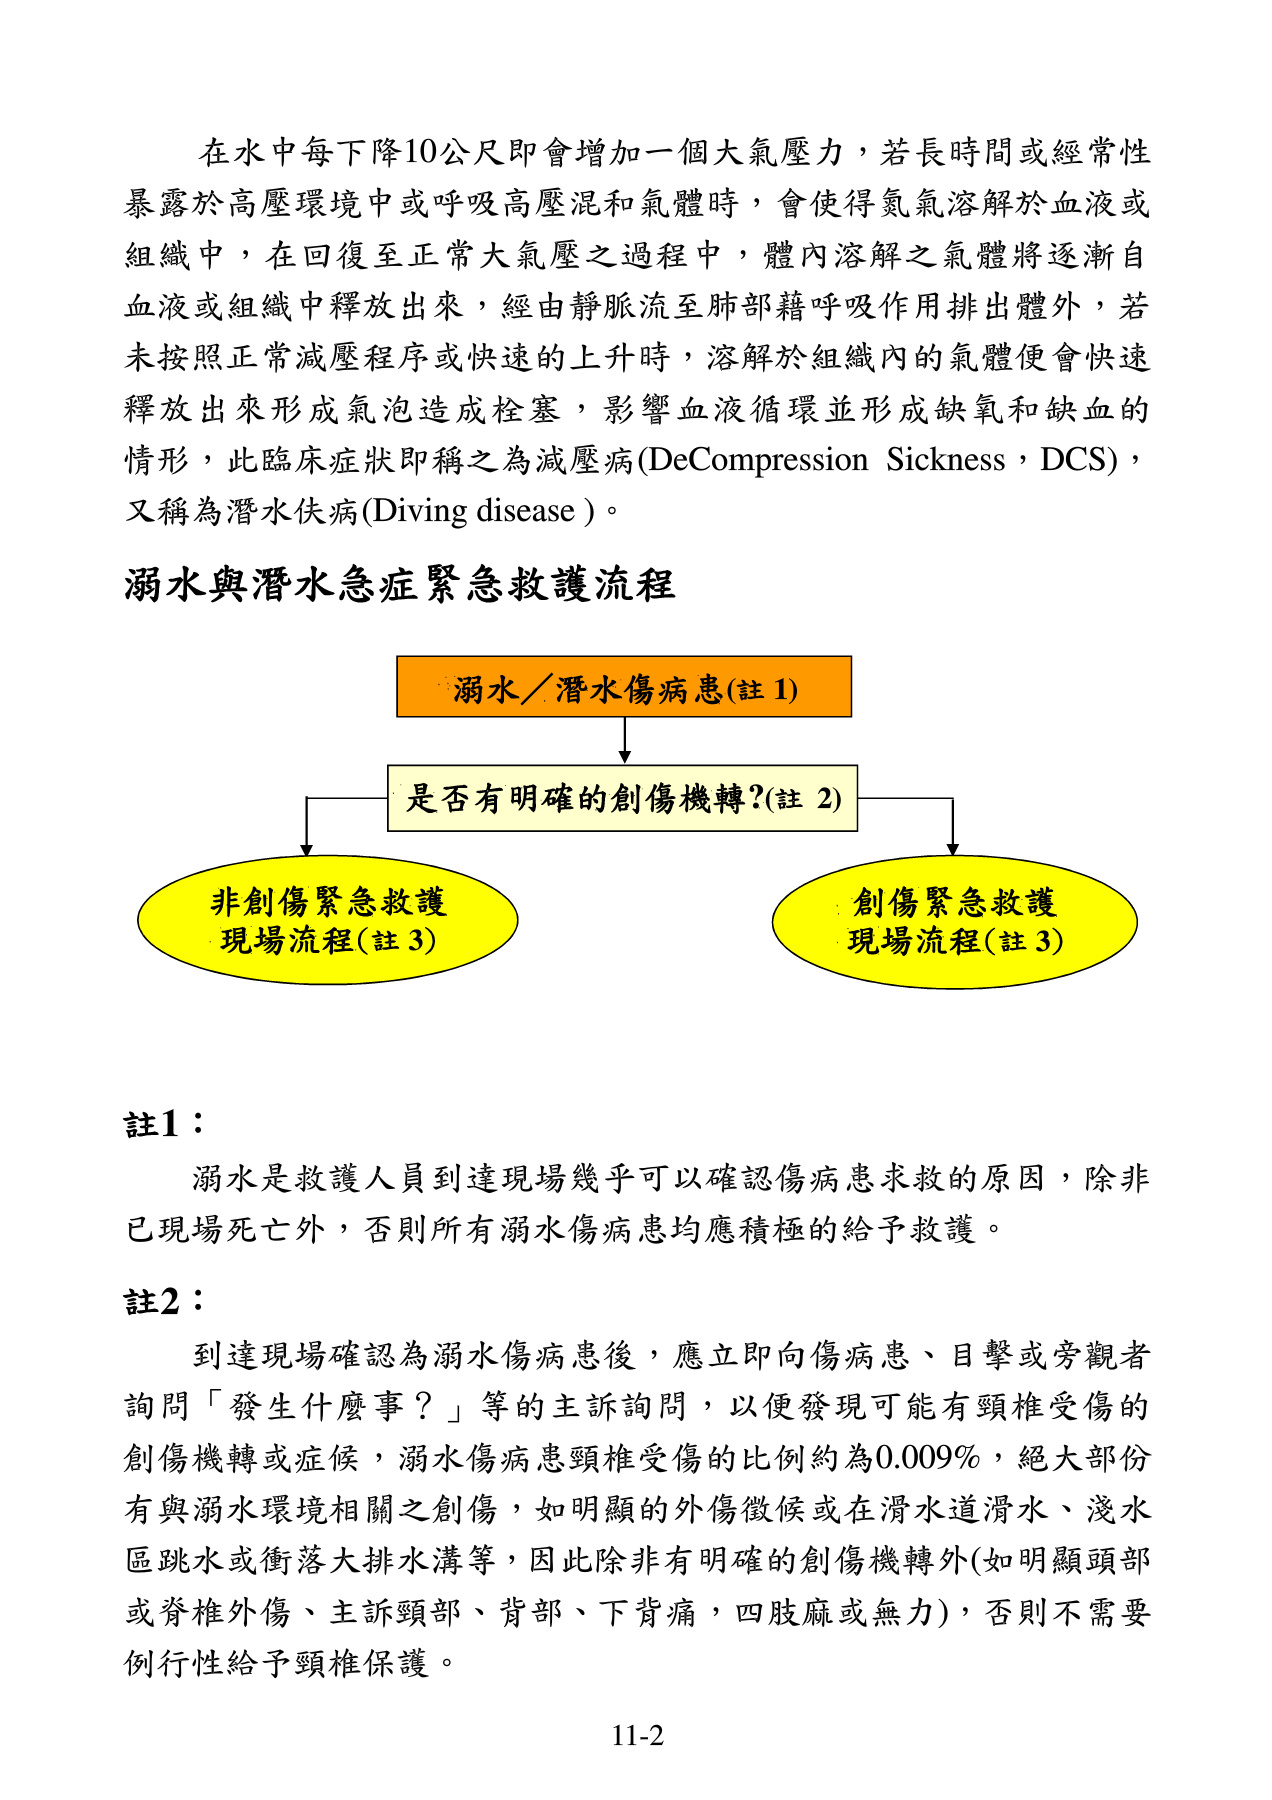 在水中每下降10公尺即會增加一個大氣壓力，若長時間或經常性
暴露於高壓環境中或呼吸高壓混和氣體時，會使得氮氣溶解於血液或
組織中，在回復至正常大氣壓之過程中，體內溶解之氣體將逐漸自
血液或組織中釋放出來，經由靜脈流至肺部藉呼吸作用排出體外，若
未按照正常減壓程序或快速的上升時，溶解於組織內的氣體便會快速
釋放出來形成氣泡造成栓塞，影響血液循環並形成缺氧和缺血的
情形，此臨床症狀即稱之為減壓病(DeCompression Sickness，DCS)，
又稱為潛水伕病(Diving disease )。
溺水與潛水急症緊急救護流程
溺水／潛水傷病患(註 1)
是否有明確的創傷機轉?(註 2)
非創傷緊急救護
現場流程(註 3)
創傷緊急救護
現場流程(註 3)
註1：
溺水是救護人員到達現場幾乎可以確認傷病患求救的原因，除非
已現場死亡外，否則所有溺水傷病患均應積極的給予救護。
註2：
到達現場確認為溺水傷病患後，應立即向傷病患、目擊或旁觀者
詢問「發生什麼事？」等的主訴詢問，以便發現可能有頸椎受傷的
創傷機轉或症候，溺水傷病患頸椎受傷的比例約為0.009%，絕大部份
有與溺水環境相關之創傷，如明顯的外傷徵候或在滑水道滑水、淺水
區跳水或衝落大排水溝等，因此除非有明確的創傷機轉外(如明顯頭部
或脊椎外傷、主訴頸部、背部、下背痛，四肢麻或無力)，否則不需要
例行性給予頸椎保護。
11-2